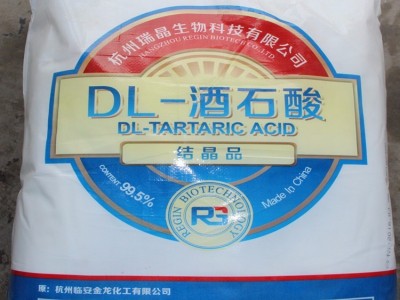 杭州瑞晶生物科技有限公司
HANGZHOU REGIN BIOTECH CO., LTD.
DL-酒石酸
DL-TARTARIC ACID
结晶品
CONTENT: 99.5%
Made in China
REGIN BIOTECHNOLOGY
原：杭州临安金龙化工有限公司